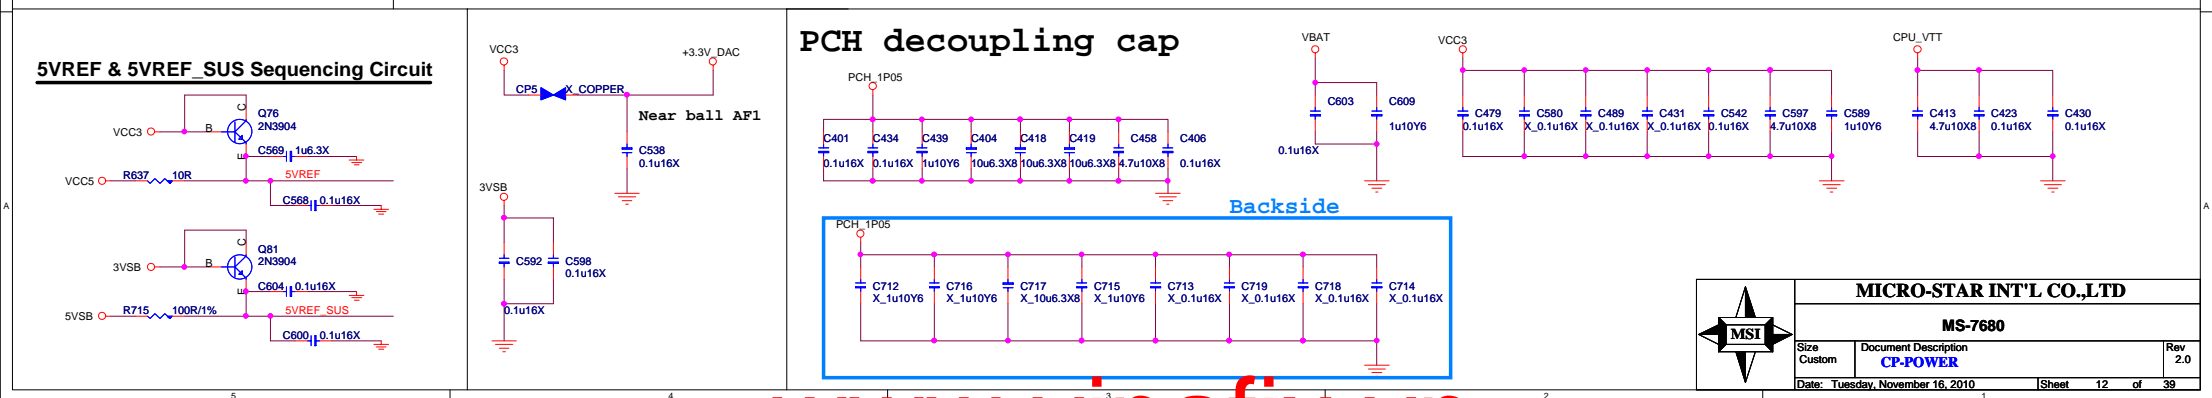 5VREF & 5VREF_SUS Sequencing Circuit
C
Q76
2N3904
VCC3
B
E
C569
1u6.3X
VCC5
R637
10R
5VREF
C568
0.1u16X
C
Q81
2N3904
3VSB
B
E
C604
0.1u16X
5VSB
R715
100R/1%
5VREF_SUS
C600
0.1u16X
VCC3
+3.3V_DAC
CP5
X_COPPER
Near ball AF1
C538
0.1u16X
3VSB
C592
C598
0.1u16X
0.1u16X
PCH decoupling cap
PCH_1P05
C401
0.1u16X
C434
0.1u16X
C439
1u10Y6
C404
10u6.3X8
C418
10u6.3X8
C419
10u6.3X8
C458
4.7u10X8
C406
0.1u16X
VBAT
C603
0.1u16X
C609
1u10Y6
VCC3
C479
0.1u16X
C580
X_0.1u16X
C489
X_0.1u16X
C431
X_0.1u16X
C542
0.1u16X
C597
4.7u10X8
C589
1u10Y6
CPU_VTT
C413
4.7u10X8
C423
0.1u16X
C430
0.1u16X
Backside
PCH_1P05
C712
X_1u10Y6
C716
X_1u10Y6
C717
X_10u6.3X8
C715
X_1u10Y6
C713
X_0.1u16X
C719
X_0.1u16X
C718
X_0.1u16X
C714
X_0.1u16X
MSI
MICRO-STAR INT'L CO.,LTD
MS-7680
Size
Custom
Document Description
CP-POWER
Rev
2.0
Date: Tuesday, November 16, 2010
Sheet 12 of 39
A
A
5
4
3
2
1